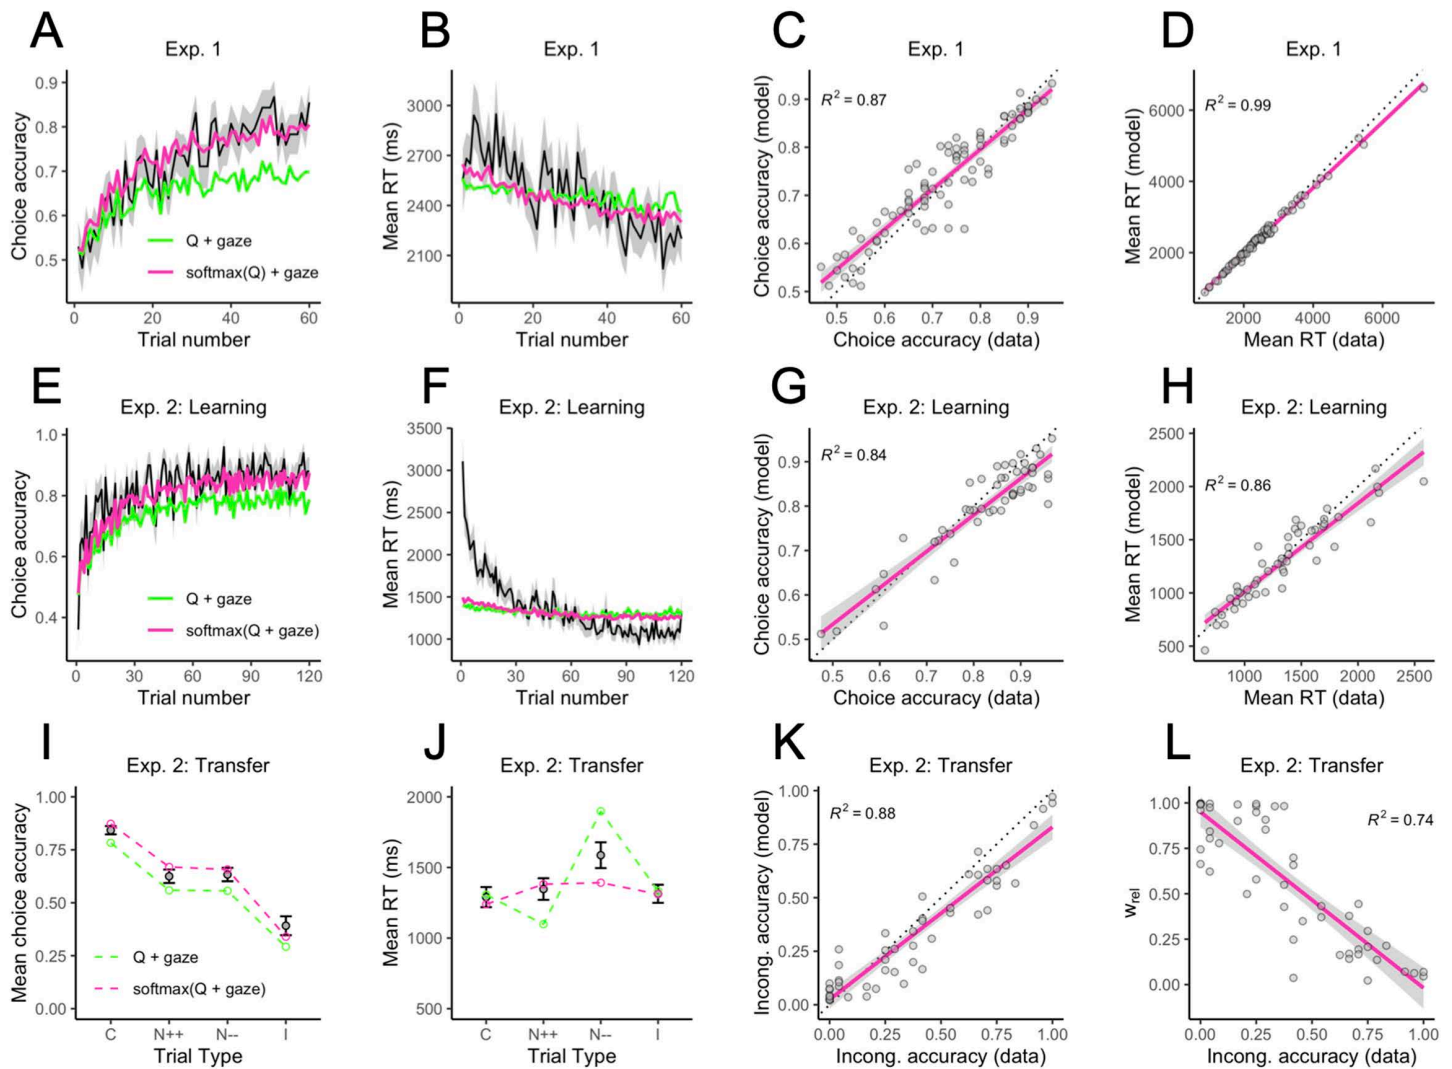 A
Exp. 1
Choice accuracy
0.9
0.8
0.7
0.6
0.5
Q + gaze
softmax(Q) + gaze
0
20
40
60
Trial number
B
Exp. 1
Mean RT (ms)
3000
2700
2400
2100
0
20
40
60
Trial number
C
Exp. 1
R² = 0.87
Choice accuracy (model)
0.9
0.8
0.7
0.6
0.5
0.5
0.6
0.7
0.8
0.9
Choice accuracy (data)
D
Exp. 1
R² = 0.99
Mean RT (model)
6000
4000
2000
2000
4000
6000
Mean RT (data)
E
Exp. 2: Learning
Choice accuracy
1.0
0.8
0.6
0.4
Q + gaze
softmax(Q + gaze)
0
30
60
90
120
Trial number
F
Exp. 2: Learning
Mean RT (ms)
3500
3000
2500
2000
1500
1000
0
30
60
90
120
Trial number
G
Exp. 2: Learning
R² = 0.84
Choice accuracy (model)
0.9
0.8
0.7
0.6
0.5
0.5
0.6
0.7
0.8
0.9
Choice accuracy (data)
H
Exp. 2: Learning
R² = 0.86
Mean RT (model)
2500
2000
1500
1000
500
1000
1500
2000
2500
Mean RT (data)
I
Exp. 2: Transfer
Mean choice accuracy
1.00
0.75
0.50
0.25
0.00
Q + gaze
softmax(Q + gaze)
C
N++
N--
I
Trial Type
J
Exp. 2: Transfer
Mean RT (ms)
2000
1500
1000
500
C
N++
N--
I
Trial Type
K
Exp. 2: Transfer
R² = 0.88
Incong. accuracy (model)
1.00
0.75
0.50
0.25
0.00
0.00
0.25
0.50
0.75
1.00
Incong. accuracy (data)
L
Exp. 2: Transfer
R² = 0.74
wrel
1.00
0.75
0.50
0.25
0.00
0.00
0.25
0.50
0.75
1.00
Incong. accuracy (data)